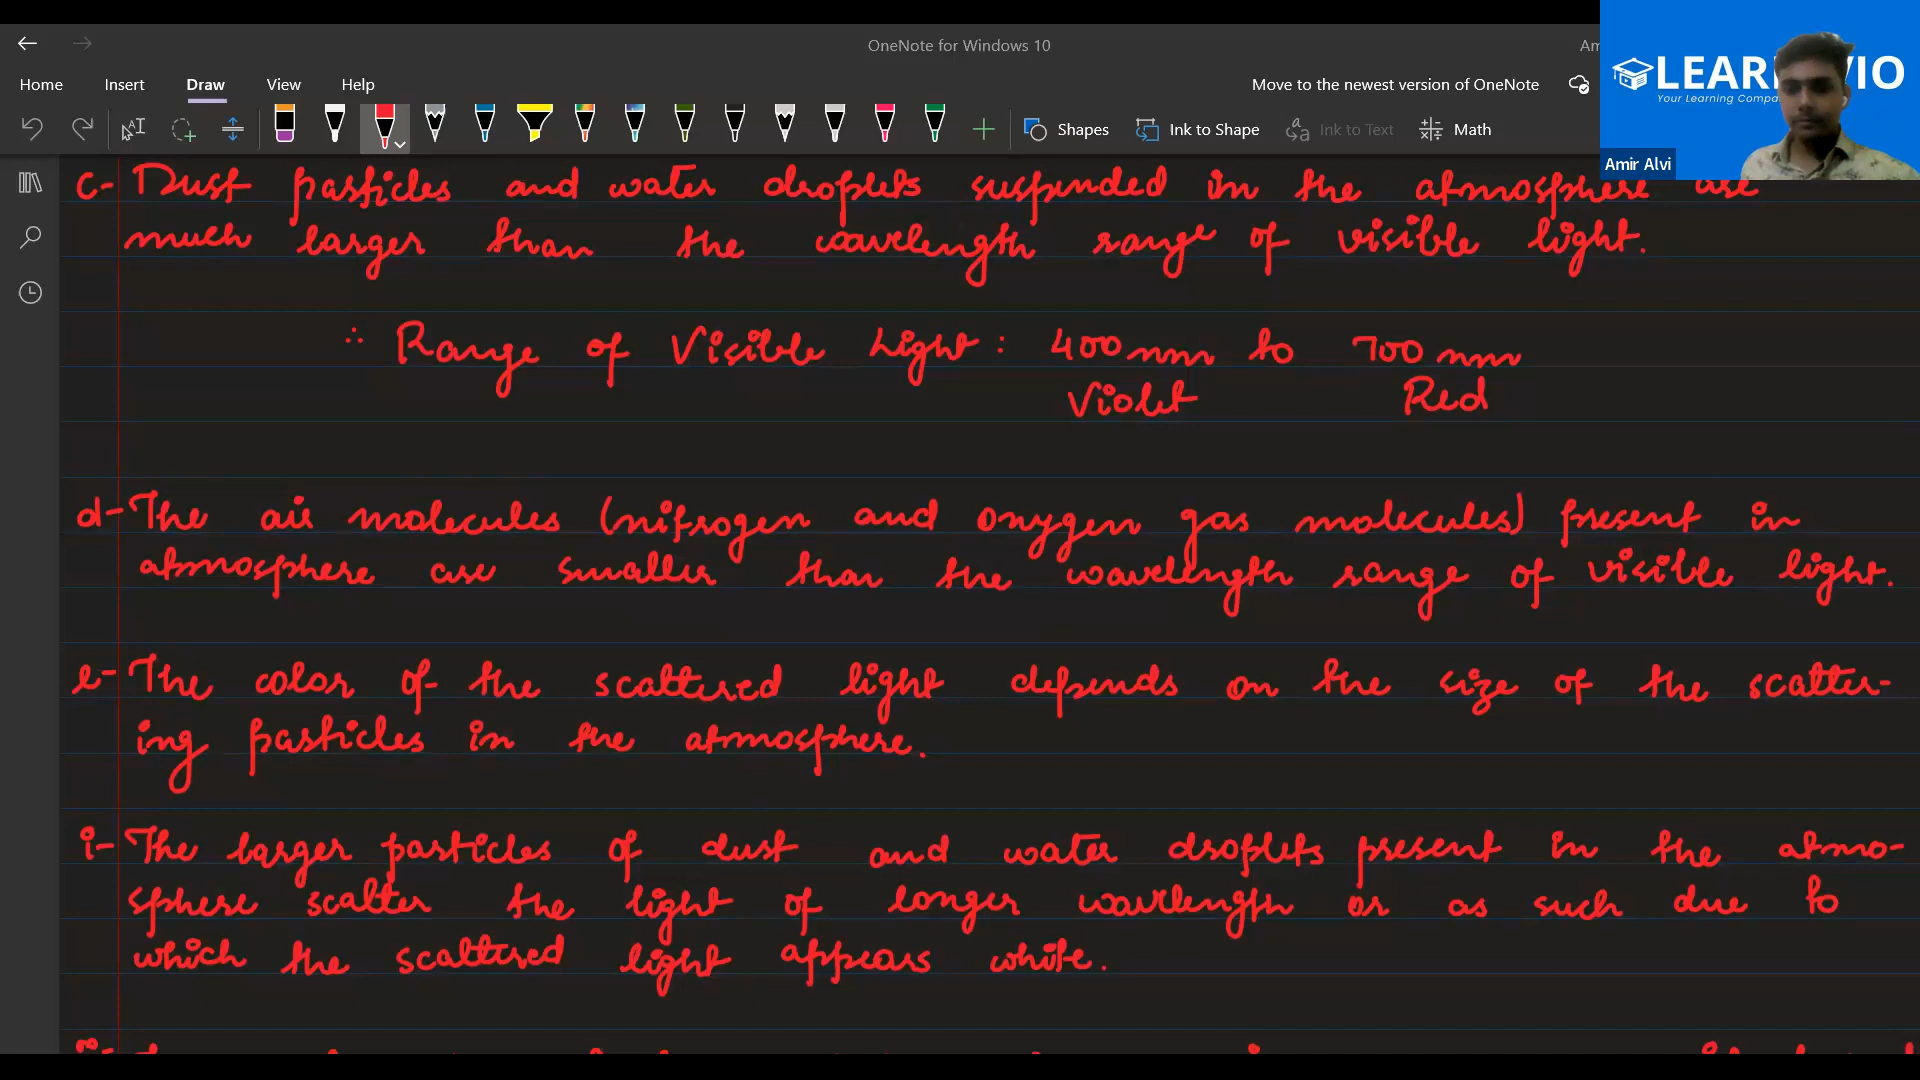 OneNote for Windows 10
Home Insert Draw View Help
Move to the newest version of OneNote
LEAR VIO
Your Learning Compa
Shapes Ink to Shape Ink to Text Math
Amir Alvi
c- Dust particles and water droplets suspended in the atmosphere are
much larger than the wavelength range of visible light.
∴ Range of Visible Light : 400 nm to 700 nm
Violet Red
d- The air molecules (nitrogen and oxygen gas molecules) present in
atmosphere are smaller than the wavelength range of visible light.
e- The color of the scattered light depends on the size of the scatter-
ing particles in the atmosphere.
i- The larger particles of dust and water droplets present in the atmo-
sphere scatter the light of longer wavelength or as such due to
which the scattered light appears white.